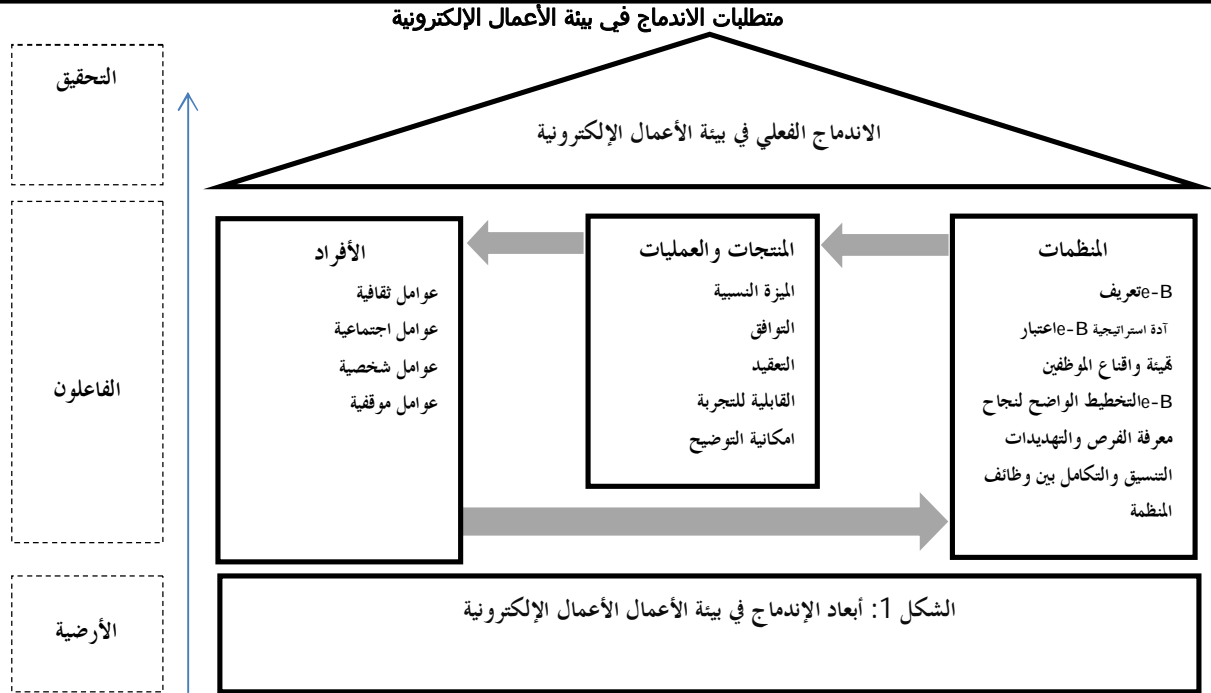 متطلبات الاندماج في بيئة الأعمال الإلكترونية
التحقيق
الاندماج الفعلي في بيئة الأعمال الإلكترونية
الفاعلون
المنظمات
e-Bتعريف
آدة استراتيجية e-Bاعتبار
تهيئة واقناع الموظفين
e-Bالتخطيط الواضح لنجاح
معرفة الفرص والتهديدات
التنسيق والتكامل بين وظائف
المنظمة
المنتجات والعمليات
الميزة النسبية
التوافق
التعقيد
القابلية للتجربة
امكانية التوضيح
الأفراد
عوامل ثقافية
عوامل اجتماعية
عوامل شخصية
عوامل موقفية
الأرضية
الشكل 1: أبعاد الإندماج في بيئة الأعمال الأعمال الإلكترونية